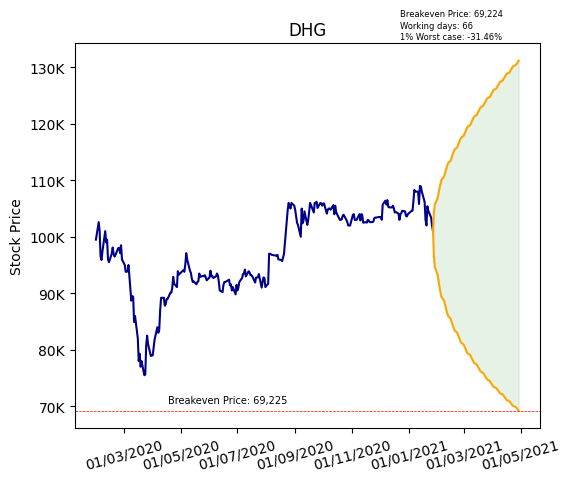 Breakeven Price: 69,224
Working days: 66
1% Worst case: -31.46%
DHG
Stock Price
130K
120K
110K
100K
90K
80K
70K
Breakeven Price: 69,225
01/03/2020
01/05/2020
01/07/2020
01/09/2020
01/11/2020
01/01/2021
01/03/2021
01/05/2021